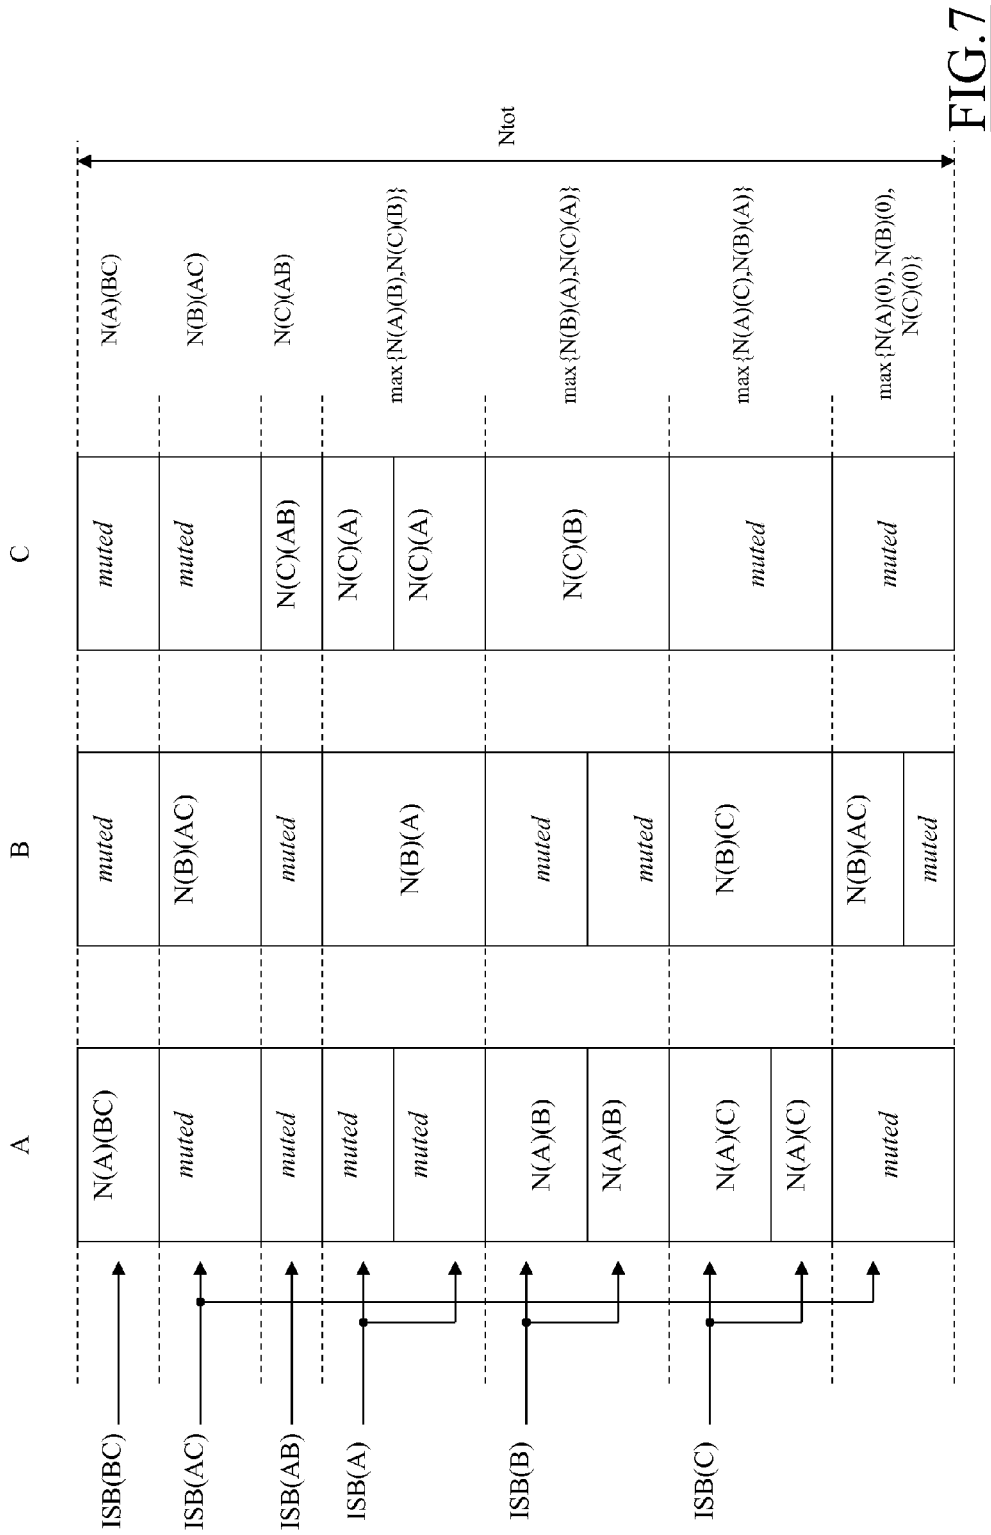 A
B
C
ISB(BC)
N(A)(BC)
muted
muted
N(A)(BC)
ISB(AC)
muted
N(B)(AC)
muted
N(B)(AC)
ISB(AB)
muted
muted
N(C)(AB)
N(C)(AB)
ISB(A)
muted
muted
N(B)(A)
N(C)(A)
N(C)(A)
max{N(A)(B),N(C)(B)}
Ntot
ISB(B)
N(A)(B)
N(A)(B)
muted
muted
N(C)(B)
max{N(B)(A),N(C)(A)}
ISB(C)
N(A)(C)
N(A)(C)
N(B)(C)
muted
max{N(A)(C),N(B)(A)}
muted
N(B)(AC)
muted
muted
max{N(A)(0), N(B)(0),
N(C)(0)}
FIG.7